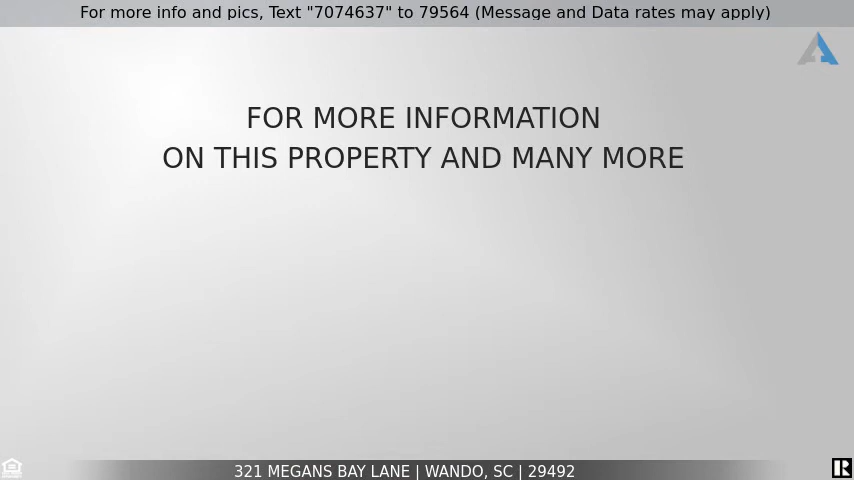 For more info and pics, Text "7074637" to 79564 (Message and Data rates may apply)
FOR MORE INFORMATION
ON THIS PROPERTY AND MANY MORE
321 MEGANS BAY LANE | WANDO, SC | 29492